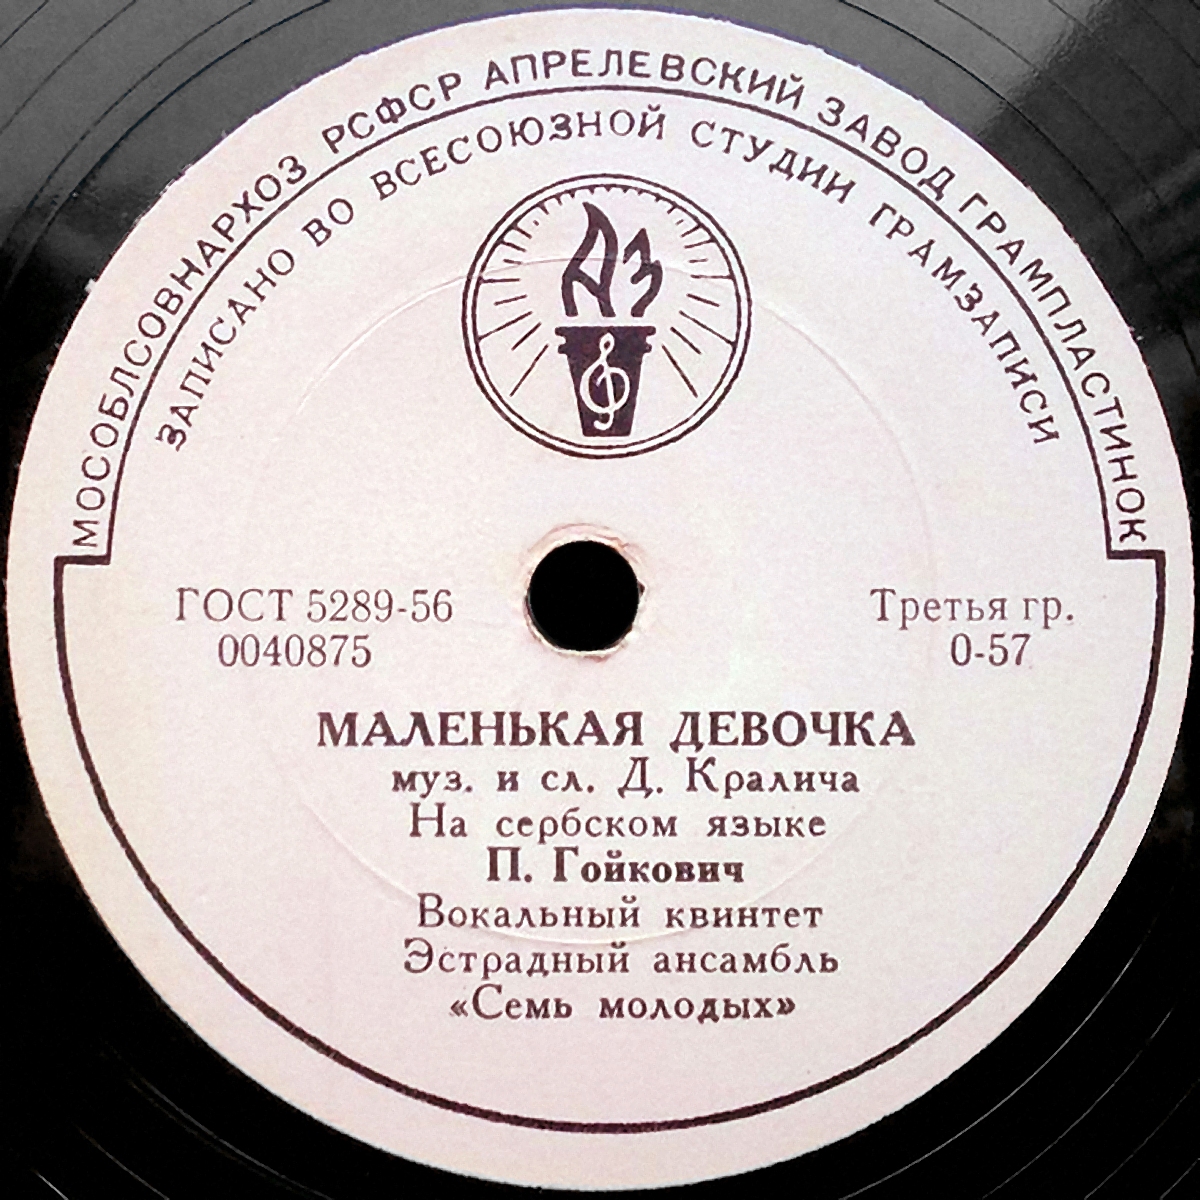 МОСОБЛСОВНАРХОЗ РСФСР АПРЕЛЕВСКИЙ ЗАВОД ГРАМПЛАСТИНОК
ЗАПИСАНО ВО ВСЕСОЮЗНОЙ СТУДИИ ГРАМЗАПИСИ
АЗ
ГОСТ 5289-56
0040875
Третья гр.
0-57
МАЛЕНЬКАЯ ДЕВОЧКА
муз. и сл. Д. Кралича
На сербском языке
П. Гойкович
Вокальный квинтет
Эстрадный ансамбль
«Семь молодых»